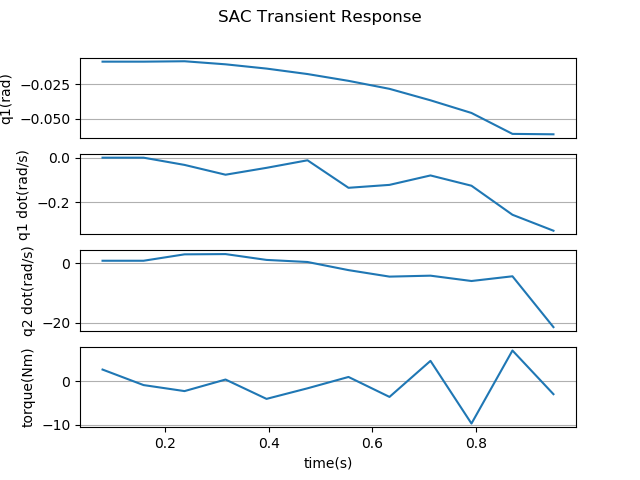 SAC Transient Response
q1(rad)
−0.025
−0.050
q1 dot(rad/s)
0.0
−0.2
q2 dot(rad/s)
0
−20
torque(Nm)
0
−10
0.2 0.4 0.6 0.8
time(s)